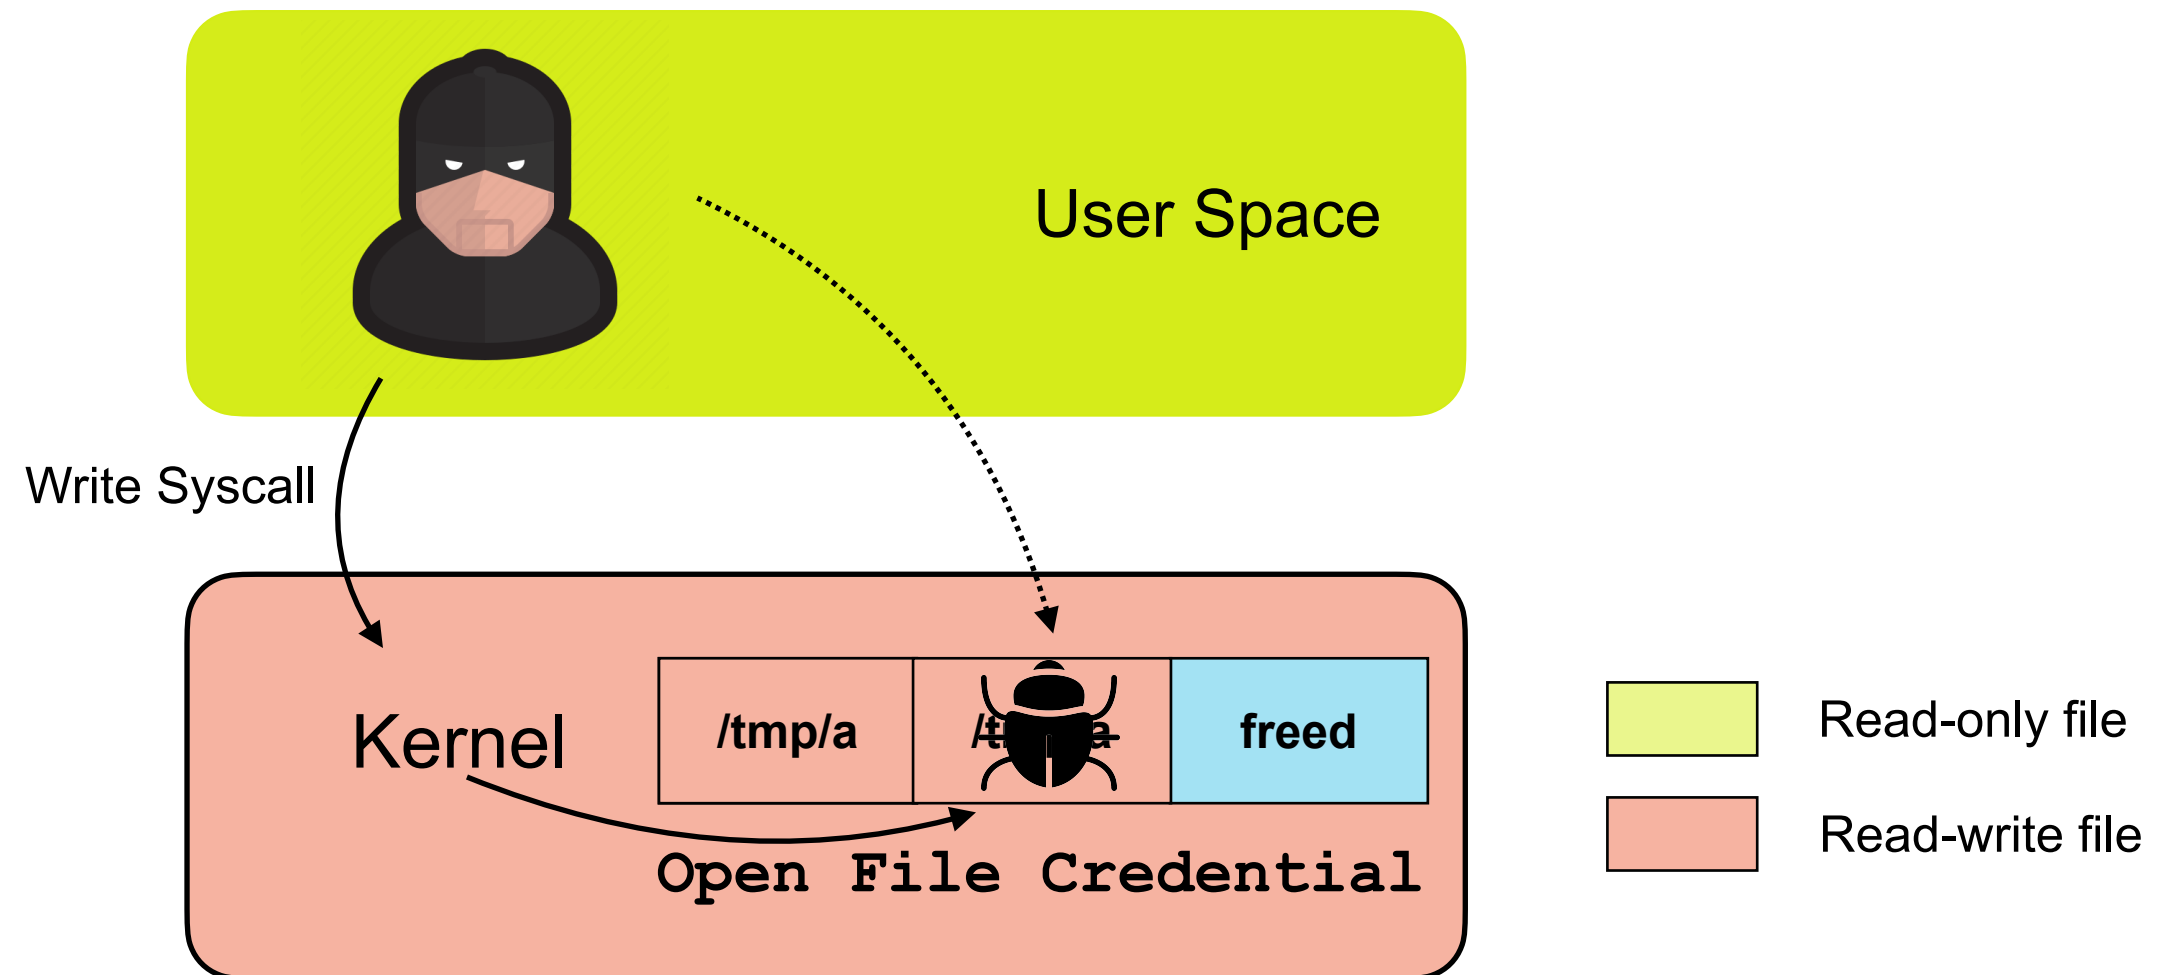 User Space
Write Syscall
Kernel
/tmp/a
freed
Open File Credential
Read-only file
Read-write file